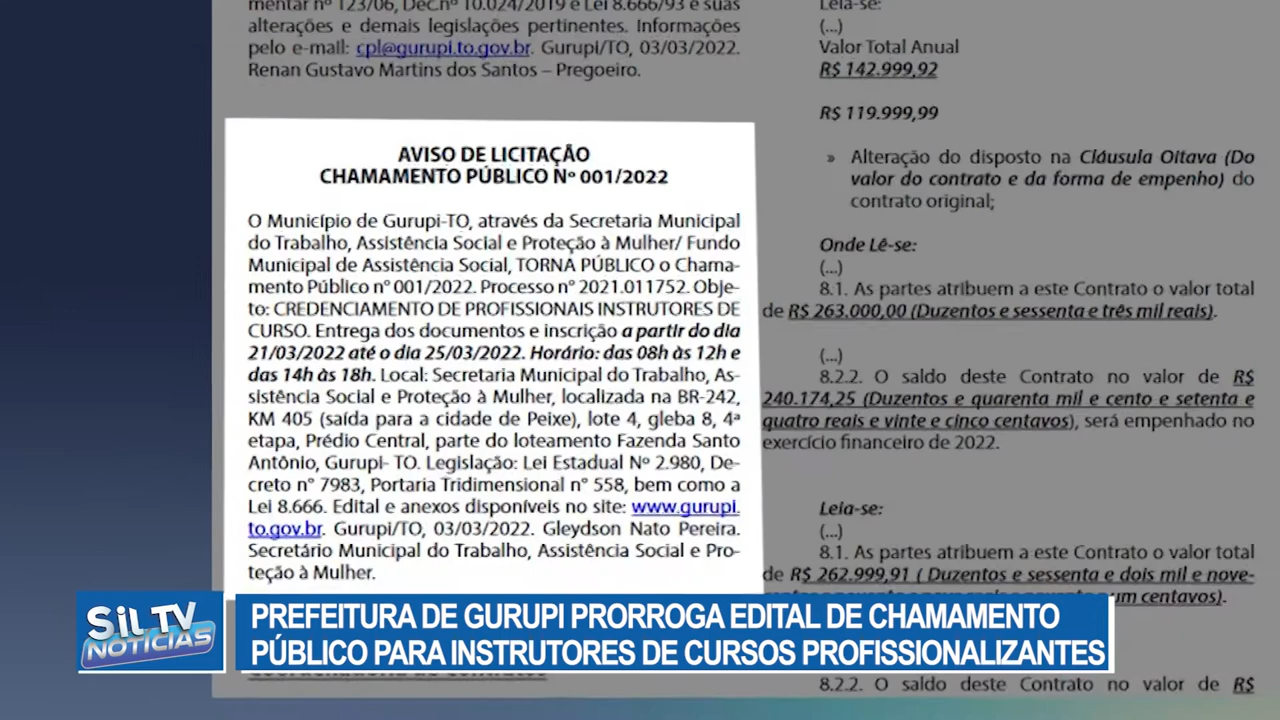 mentar nº 123/06, Dec.nº 10.024/2019 e Lei 8.666/93 e suas
alterações e demais legislações pertinentes. Informações
pelo e-mail: cpl@gurupi.to.gov.br. Gurupi/TO, 03/03/2022.
Renan Gustavo Martins dos Santos – Pregoeiro.
AVISO DE LICITAÇÃO
CHAMAMENTO PÚBLICO Nº 001/2022
O Município de Gurupi-TO, através da Secretaria Municipal
do Trabalho, Assistência Social e Proteção à Mulher/ Fundo
Municipal de Assistência Social, TORNA PÚBLICO o Chama-
mento Público n° 001/2022. Processo n° 2021.011752. Obje-
to: CREDENCIAMENTO DE PROFISSIONAIS INSTRUTORES DE
CURSO. Entrega dos documentos e inscrição a partir do dia
21/03/2022 até o dia 25/03/2022. Horário: das 08h às 12h e
das 14h às 18h. Local: Secretaria Municipal do Trabalho, As-
sistência Social e Proteção à Mulher, localizada na BR-242,
KM 405 (saída para a cidade de Peixe), lote 4, gleba 8, 4ª
etapa, Prédio Central, parte do loteamento Fazenda Santo
Antônio, Gurupi- TO. Legislação: Lei Estadual Nº 2.980, De-
creto n° 7983, Portaria Tridimensional n° 558, bem como a
Lei 8.666. Edital e anexos disponíveis no site: www.gurupi.
to.gov.br. Gurupi/TO, 03/03/2022. Gleydson Nato Pereira.
Secretário Municipal do Trabalho, Assistência Social e Pro-
teção à Mulher.
Leia-se:
(...)
Valor Total Anual
R$ 142.999,92
R$ 119.999,99
» Alteração do disposto na Cláusula Oitava (Do
valor do contrato e da forma de empenho) do
contrato original;
Onde Lê-se:
(...)
8.1. As partes atribuem a este Contrato o valor total
de R$ 263.000,00 (Duzentos e sessenta e três mil reais).
(...)
8.2.2. O saldo deste Contrato no valor de R$
240.174,25 (Duzentos e quarenta mil e cento e setenta e
quatro reais e vinte e cinco centavos), será empenhado no
exercício financeiro de 2022.
Leia-se:
(...)
8.1. As partes atribuem a este Contrato o valor total
de R$ 262.999,91 ( Duzentos e sessenta e dois mil e nove-
um centavos).
8.2.2. O saldo deste Contrato no valor de R$
SiL TV
NOTÍCIAS
PREFEITURA DE GURUPI PRORROGA EDITAL DE CHAMAMENTO
PÚBLICO PARA INSTRUTORES DE CURSOS PROFISSIONALIZANTES